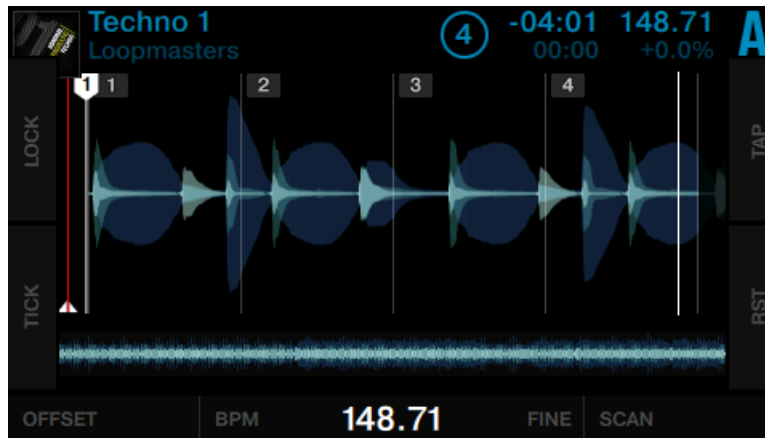 Techno 1
Loopmasters
4
-04:01 148.71
00:00 +0.0%
A
1 1 2 3 4
LOCK
TAP
TICK
RST
OFFSET BPM 148.71 FINE SCAN